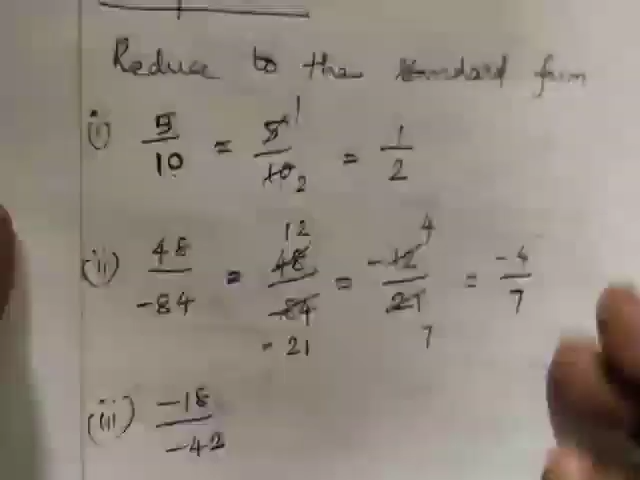 Reduce to the standard form
(i) 5/10 = 5 1/10 2 = 1/2
(ii) 48/-84 = 12 48/-84 -21 = -12 4/21 7 = -4/7
(iii) -18/-42